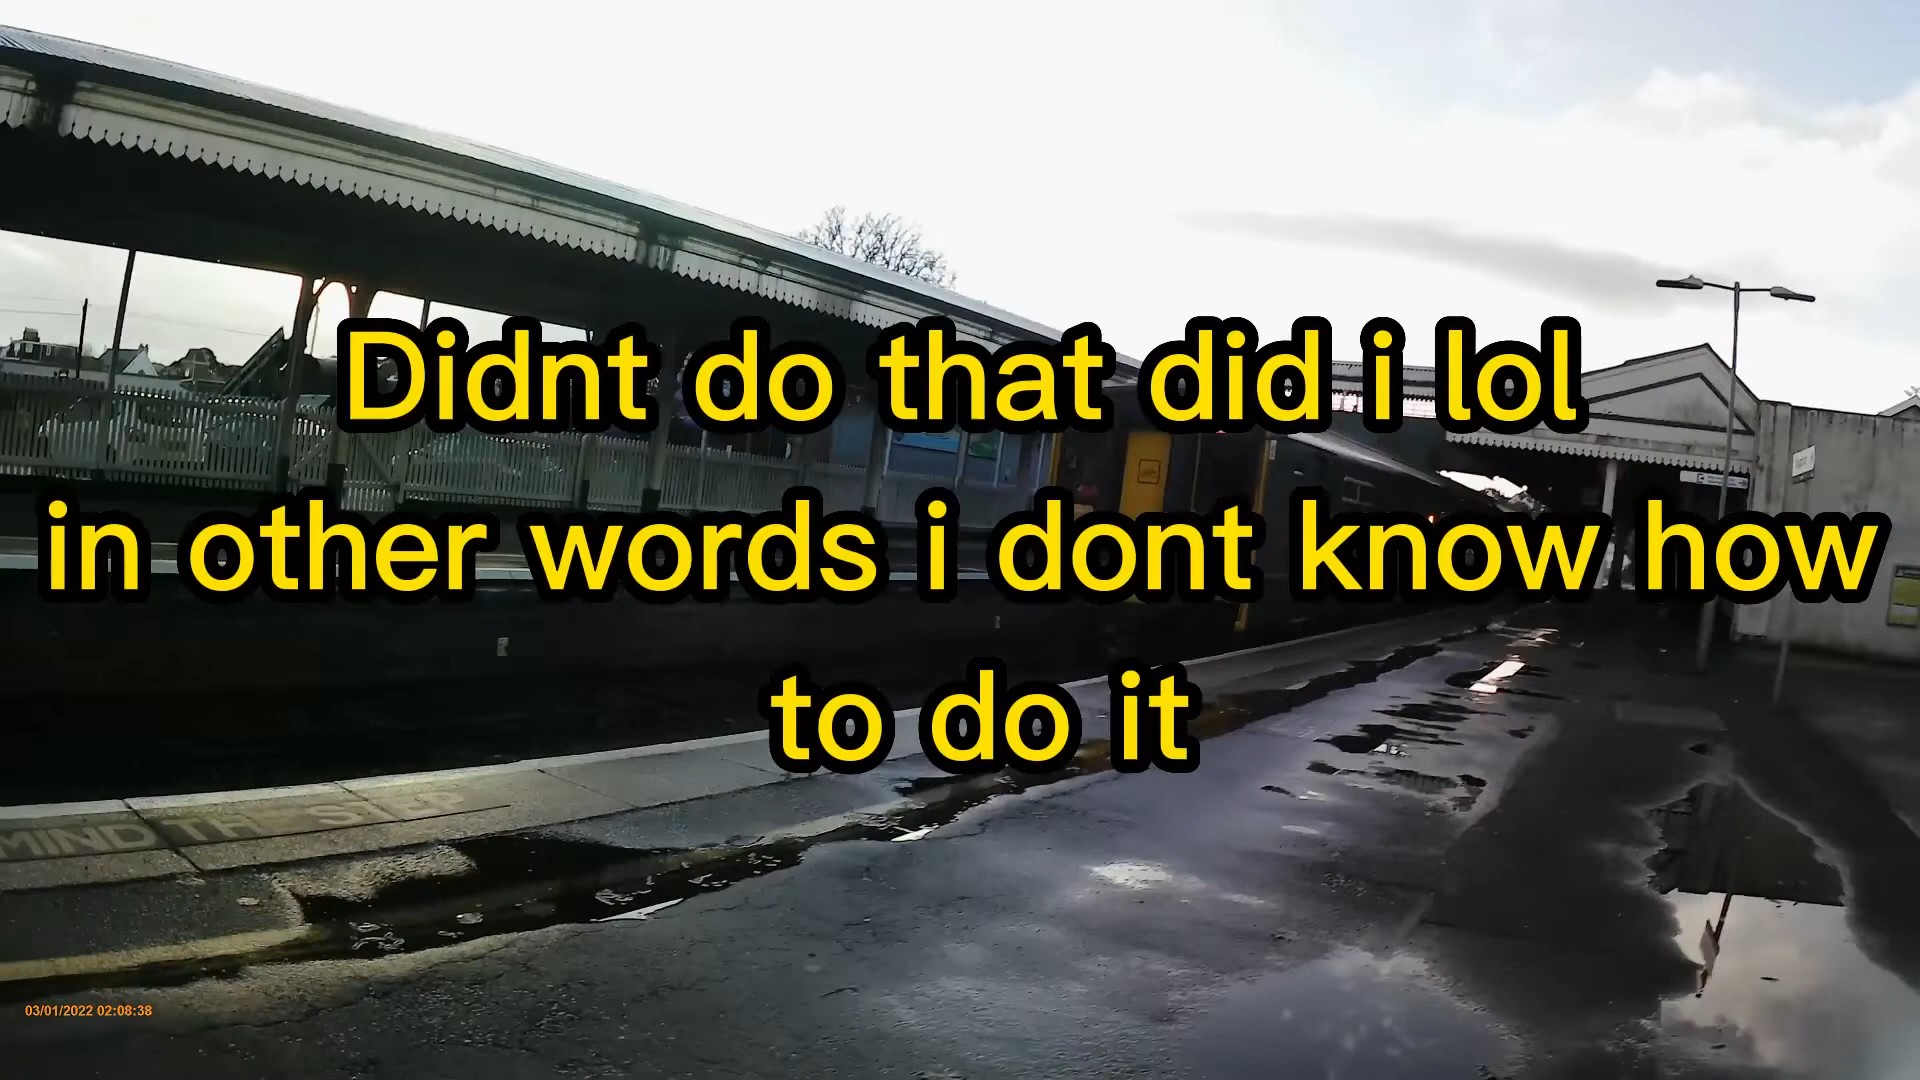 Didnt do that did i lol
in other words i dont know how
to do it
MIND THE STEP
03/01/2022 02:08:38